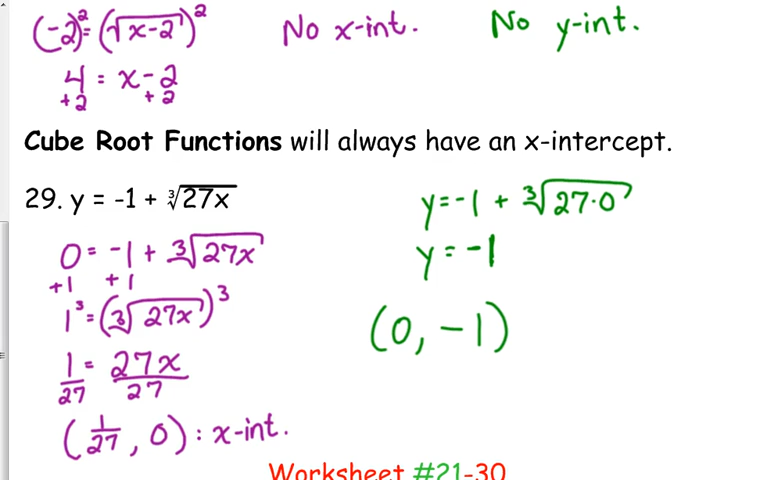 (-2)² = (√x-2)²
No x-int.
No y-int.
4 = x - 2
+2 +2
Cube Root Functions will always have an x-intercept.
29. y = -1 + ∛27x
0 = -1 + ∛27x
+1 +1
1³ = (∛27x)³
1/27 = 27x/27
(1/27, 0) : x-int.
y = -1 + ∛27·0
y = -1
(0, -1)
Worksheet #21-30